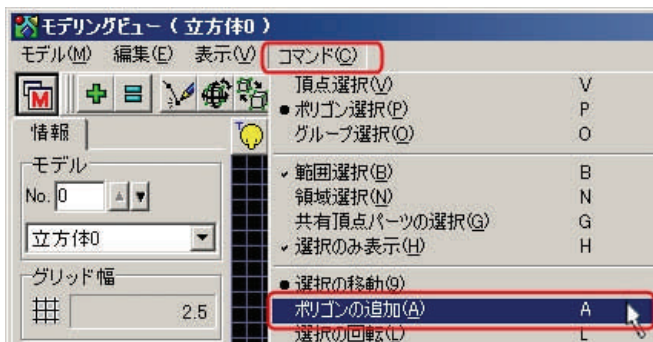 モデリングビュー（立方体0）
モデル(M) 編集(E) 表示(V) コマンド(C)
頂点選択(V) V
ポリゴン選択(P) P
グループ選択(O) O
範囲選択(B) B
領域選択(N) N
共有頂点パーツの選択(G) G
選択のみ表示(H) H
選択の移動(9)
ポリゴンの追加(A) A
選択の回転(L) L
M
情報
T
モデル
No. 0
立方体0
グリッド幅
2.5